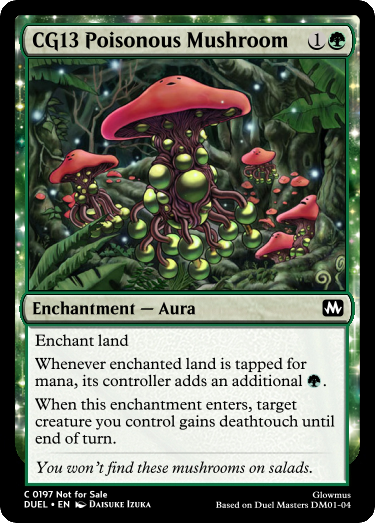 CG13 Poisonous Mushroom 1
Enchantment — Aura
Enchant land
Whenever enchanted land is tapped for
mana, its controller adds an additional .
When this enchantment enters, target
creature you control gains deathtouch until
end of turn.
You won't find these mushrooms on salads.
C 0197 Not for Sale
Glowmus
DUEL • EN Daisuke Izuka
Based on Duel Masters DM01-04